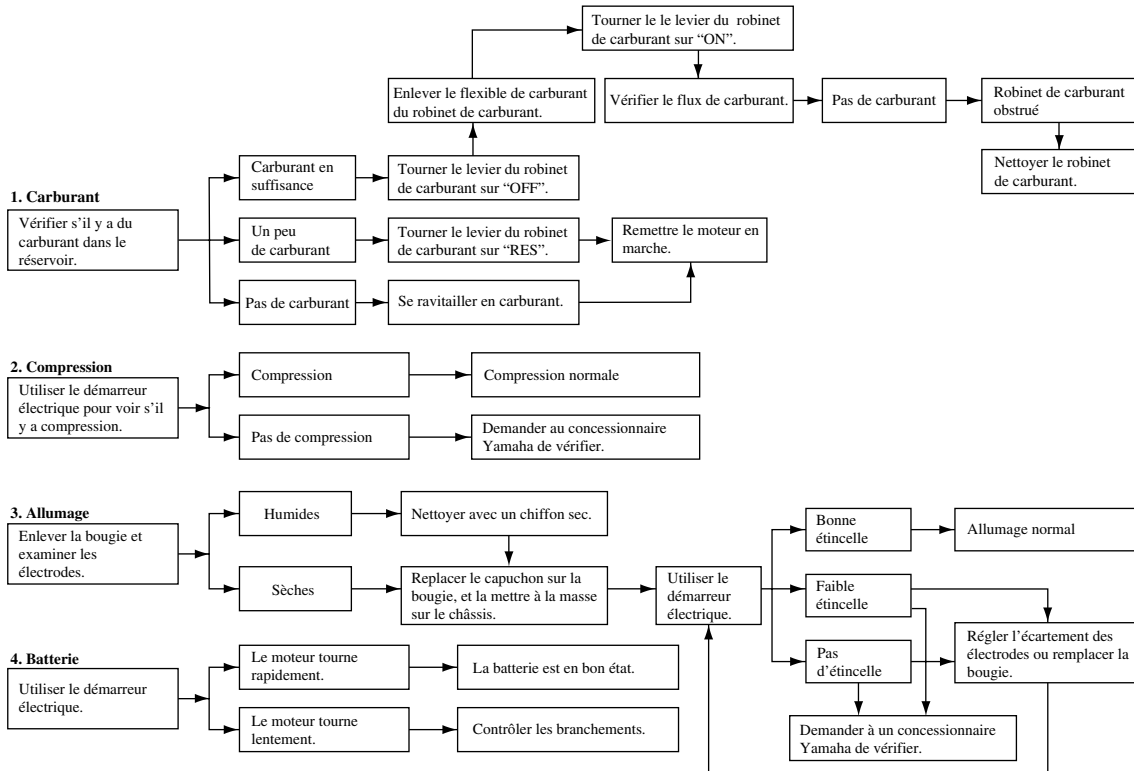 Tourner le le levier du robinet
de carburant sur “ON”.
Enlever le flexible de carburant
du robinet de carburant.
Vérifier le flux de carburant.
Pas de carburant
Robinet de carburant
obstrué
Nettoyer le robinet
de carburant.
1. Carburant
Vérifier s’il y a du
carburant dans le
réservoir.
Carburant en
suffisance
Tourner le levier du robinet
de carburant sur “OFF”.
Un peu
de carburant
Tourner le levier du robinet
de carburant sur “RES”.
Remettre le moteur en
marche.
Pas de carburant
Se ravitailler en carburant.
2. Compression
Utiliser le démarreur
électrique pour voir s’il
y a compression.
Compression
Compression normale
Pas de compression
Demander au concessionnaire
Yamaha de vérifier.
3. Allumage
Enlever la bougie et
examiner les
électrodes.
Humides
Nettoyer avec un chiffon sec.
Sèches
Replacer le capuchon sur la
bougie, et la mettre à la masse
sur le châssis.
Utiliser le
démarreur
électrique.
Bonne
étincelle
Allumage normal
Faible
étincelle
Pas
d’étincelle
Régler l’écartement des
électrodes ou remplacer la
bougie.
Demander à un concessionnaire
Yamaha de vérifier.
4. Batterie
Utiliser le démarreur
électrique.
Le moteur tourne
rapidement.
La batterie est en bon état.
Le moteur tourne
lentement.
Contrôler les branchements.